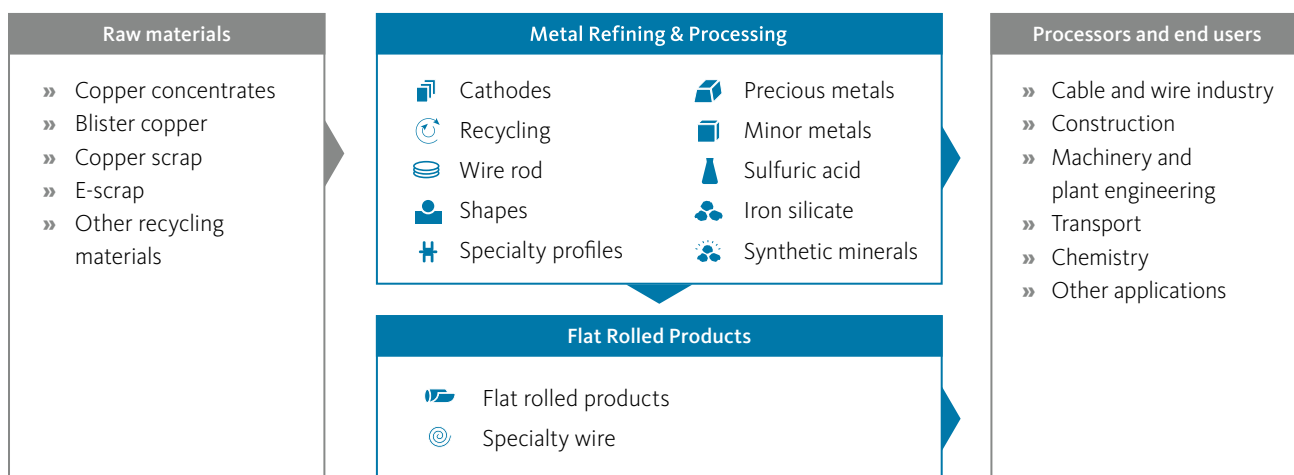 Raw materials
» Copper concentrates
» Blister copper
» Copper scrap
» E-scrap
» Other recycling
materials
Metal Refining & Processing
Cathodes
Recycling
Wire rod
Shapes
Specialty profiles
Precious metals
Minor metals
Sulfuric acid
Iron silicate
Synthetic minerals
Flat Rolled Products
Flat rolled products
Specialty wire
Processors and end users
» Cable and wire industry
» Construction
» Machinery and
plant engineering
» Transport
» Chemistry
» Other applications